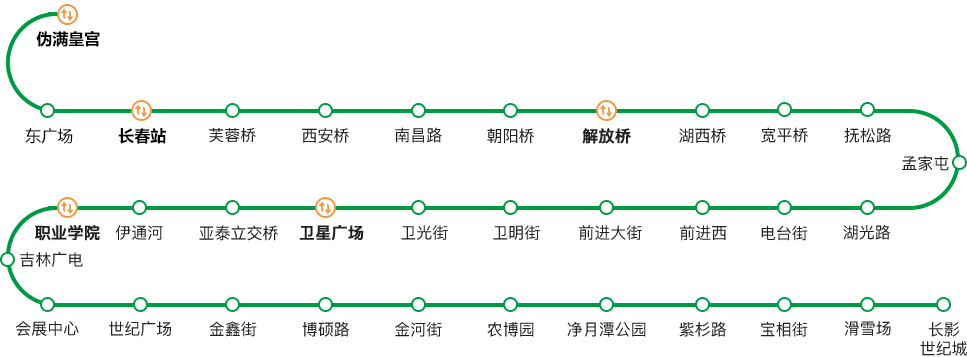 伪满皇宫
东广场 长春站 芙蓉桥 西安桥 南昌路 朝阳桥 解放桥 湖西桥 宽平桥 抚松路
孟家屯
职业学院 伊通河 亚泰立交桥 卫星广场 卫光街 卫明街 前进大街 前进西 电台街 湖光路
吉林广电
会展中心 世纪广场 金鑫街 博硕路 金河街 农博园 净月潭公园 紫杉路 宝相街 滑雪场 长影
世纪城